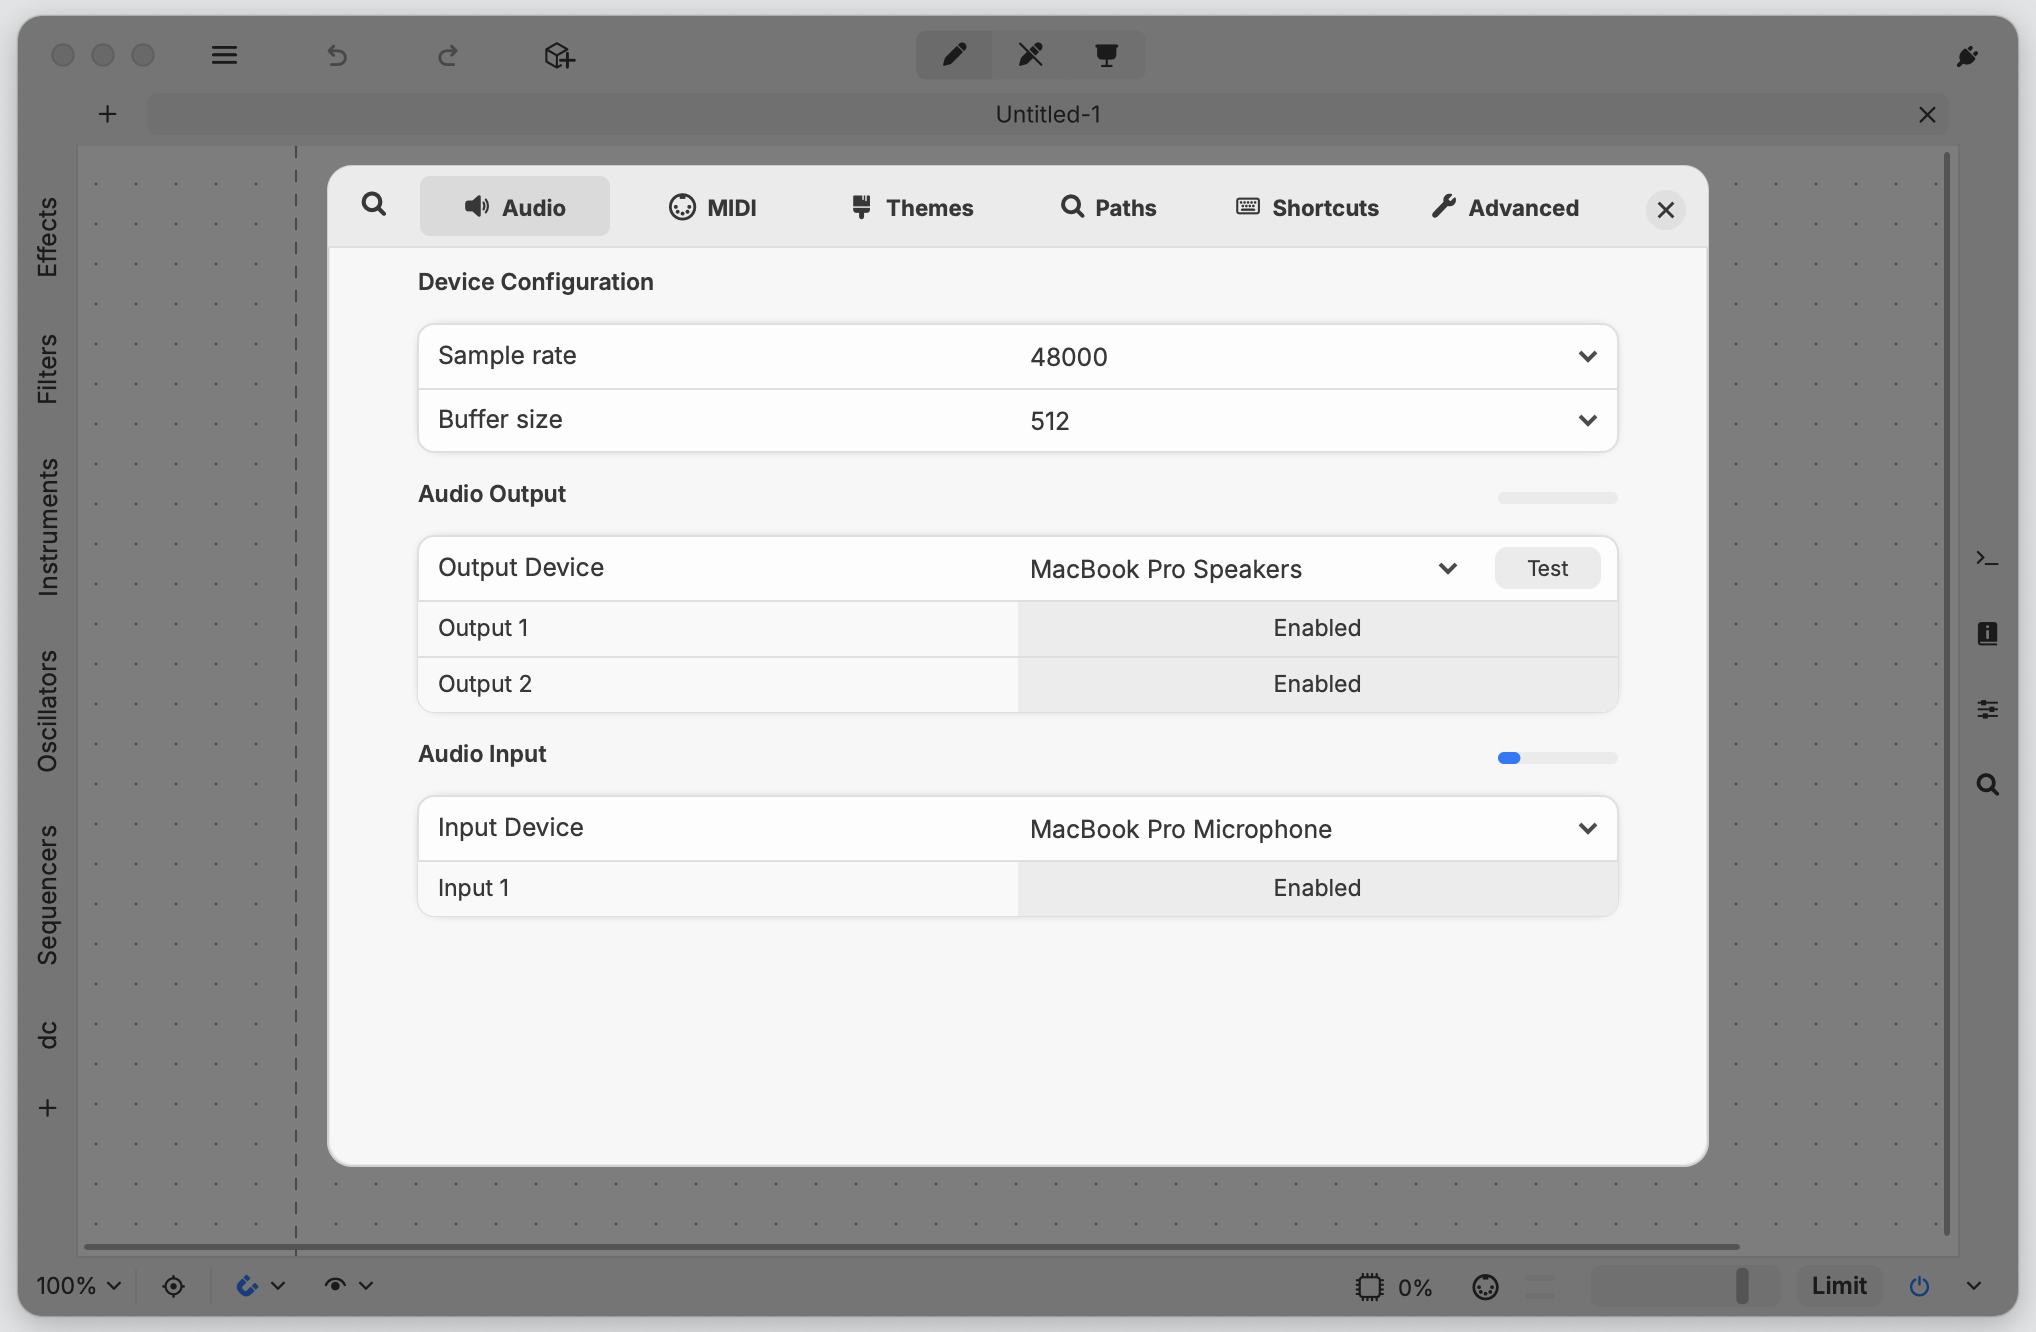 Untitled-1
Audio
MIDI
Themes
Paths
Shortcuts
Advanced
Device Configuration
Sample rate 48000
Buffer size 512
Audio Output
Output Device MacBook Pro Speakers Test
Output 1 Enabled
Output 2 Enabled
Audio Input
Input Device MacBook Pro Microphone
Input 1 Enabled
Effects
Filters
Instruments
Oscillators
Sequencers
dc
100%
0%
Limit